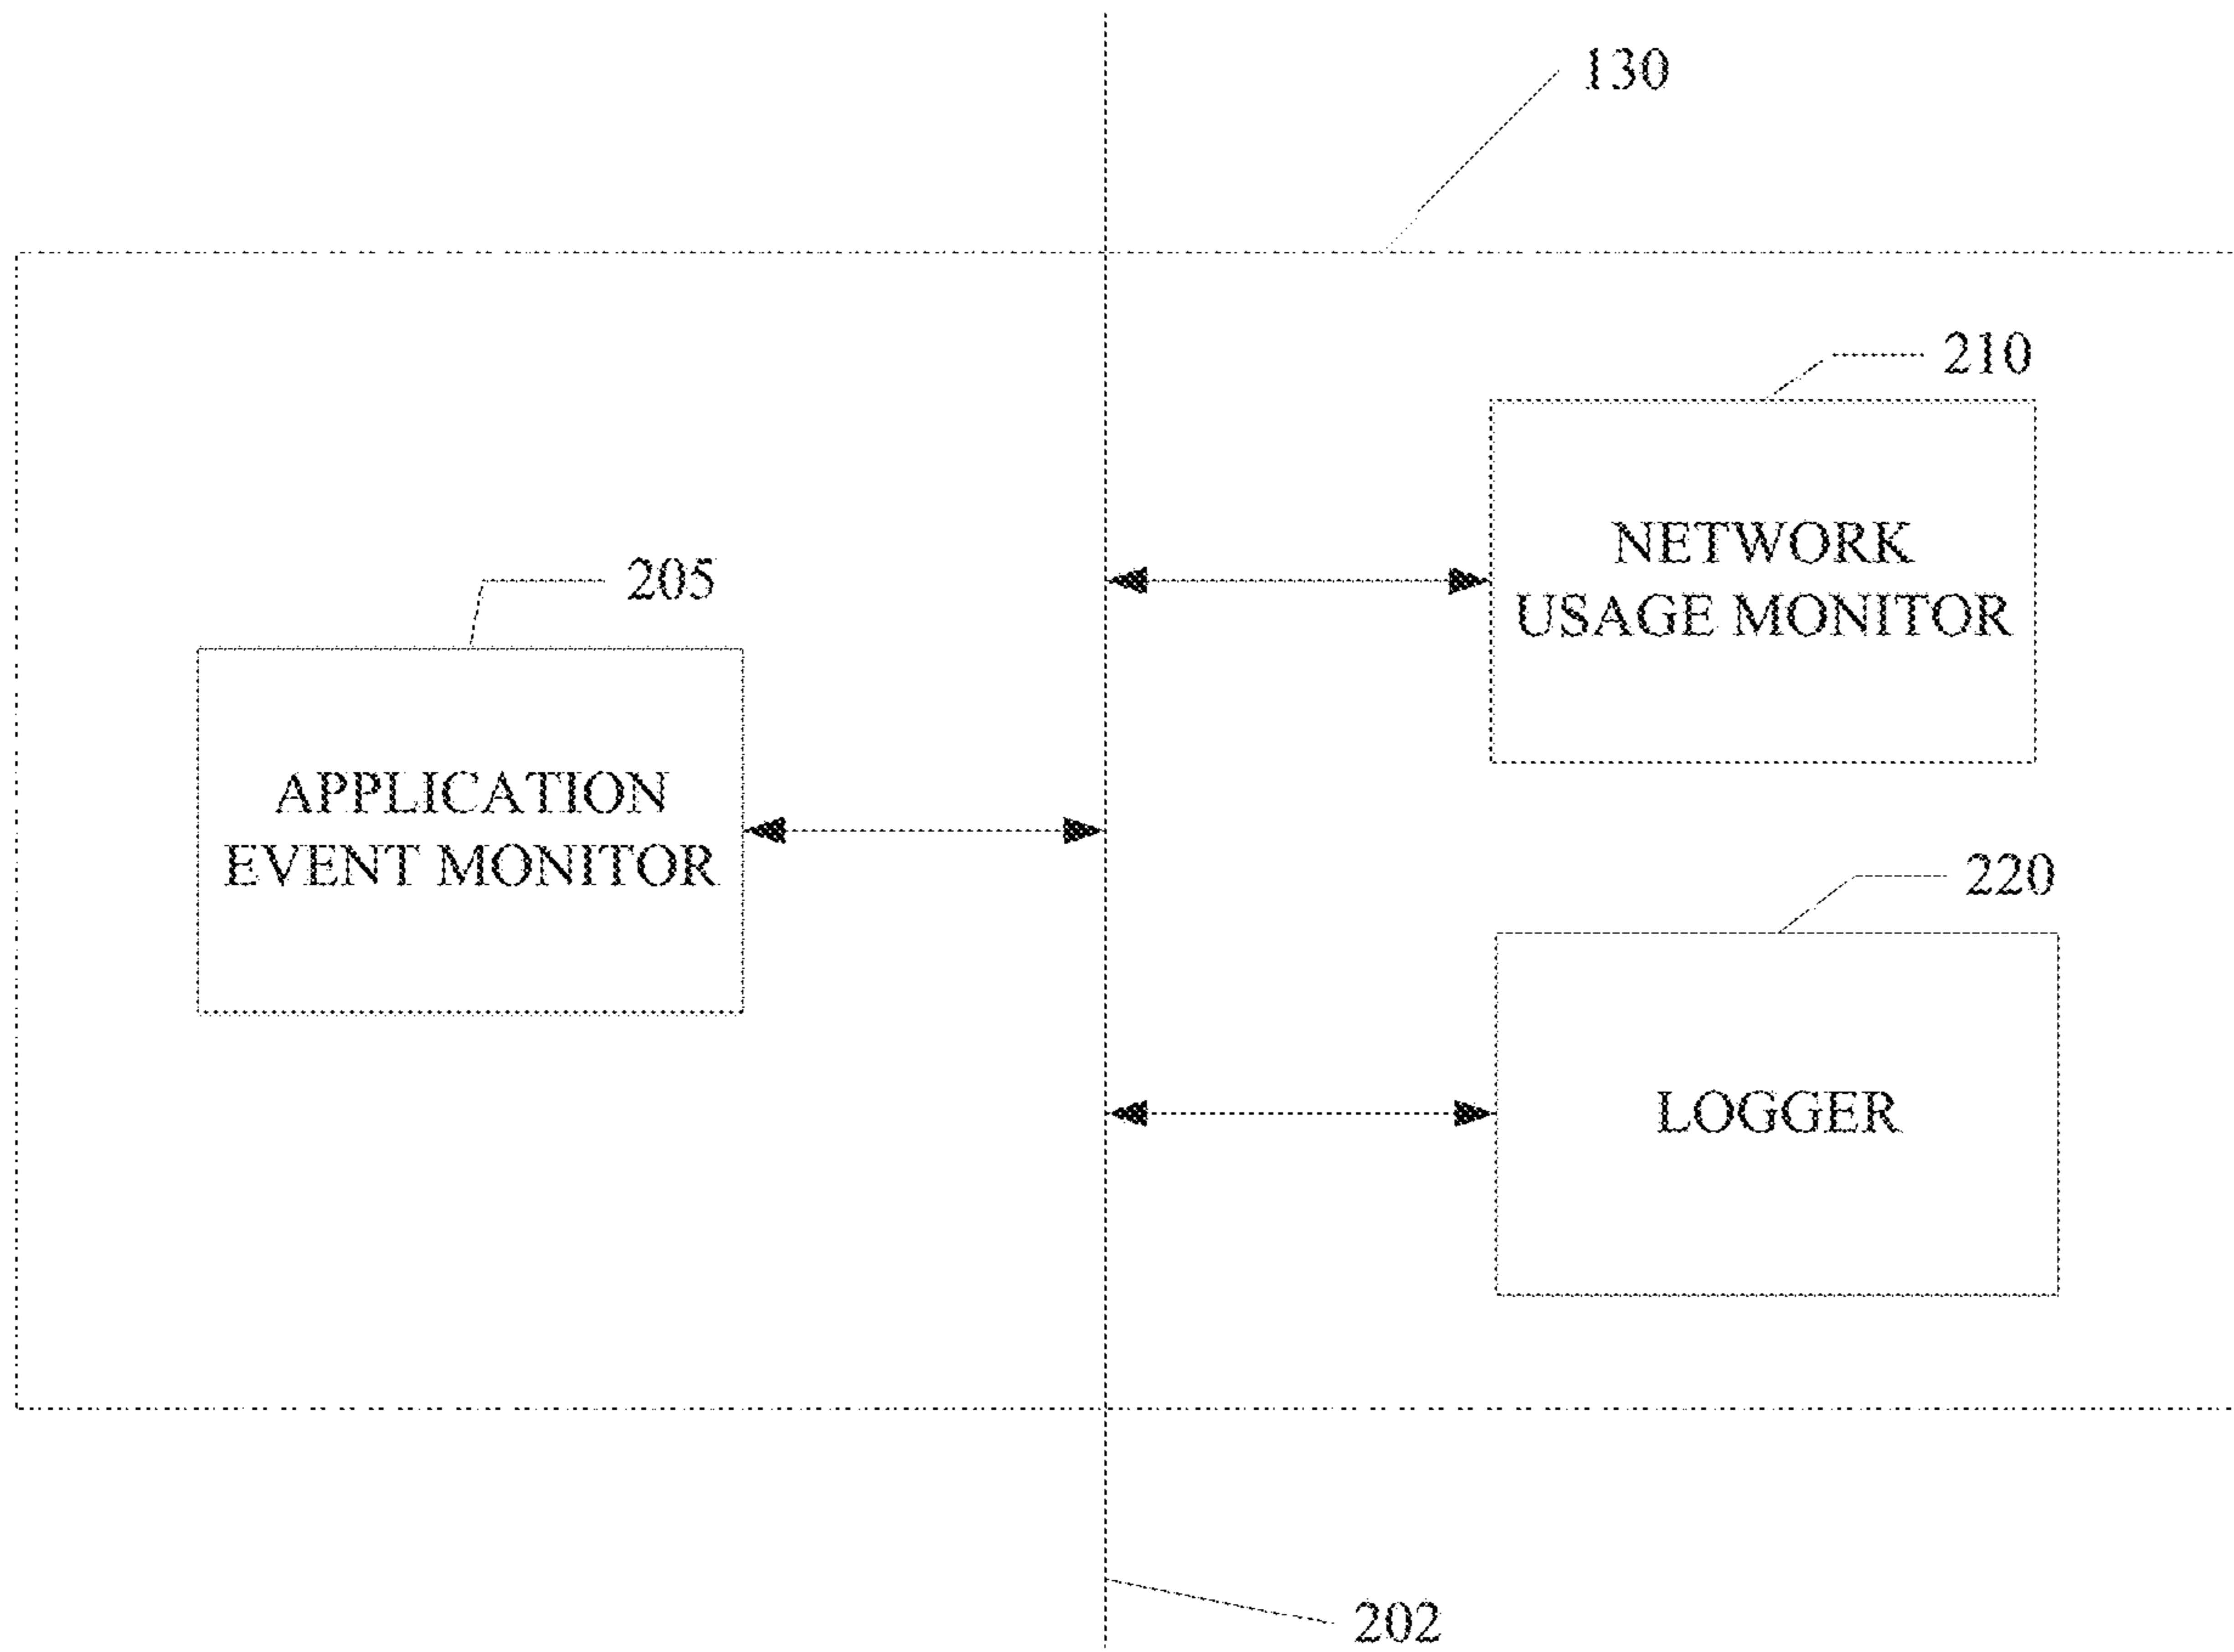 130
210
NETWORK
USAGE MONITOR
205
APPLICATION
EVENT MONITOR
220
LOGGER
202